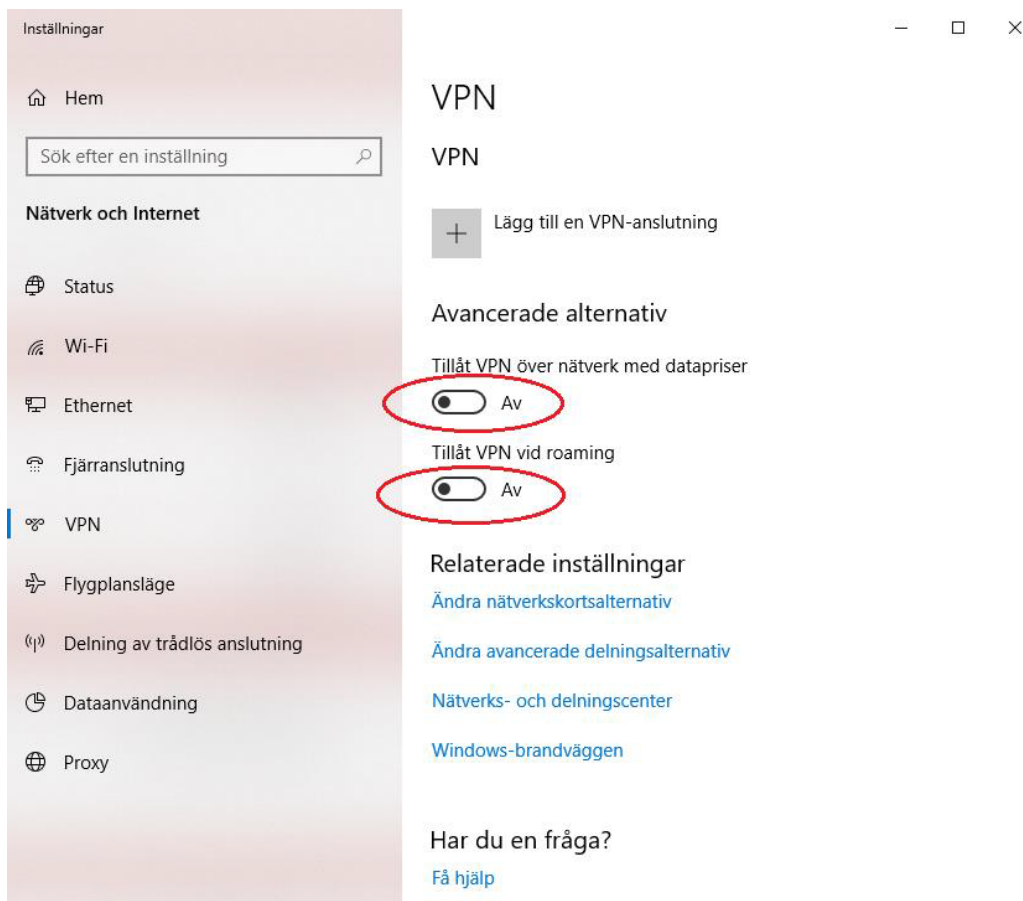 Inställningar
Hem
Sök efter en inställning
Nätverk och Internet
Status
Wi-Fi
Ethernet
Fjärranslutning
VPN
Flygplansläge
Delning av trådlös anslutning
Dataanvändning
Proxy
VPN
VPN
Lägg till en VPN-anslutning
Avancerade alternativ
Tillåt VPN över nätverk med datapriser
Av
Tillåt VPN vid roaming
Av
Relaterade inställningar
Ändra nätverkskortsalternativ
Ändra avancerade delningsalternativ
Nätverks- och delningscenter
Windows-brandväggen
Har du en fråga?
Få hjälp